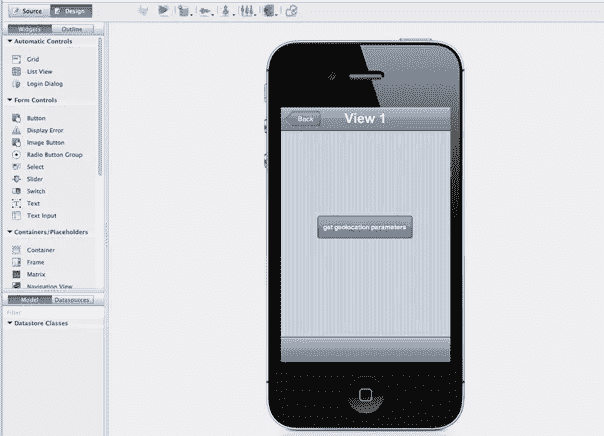 Source Design
Widgets Outline
Automatic Controls
Grid
List View
Login Dialog
Form Controls
Button
Display Error
Image Button
Radio Button Group
Select
Slider
Switch
Text
Text Input
Containers/Placeholders
Container
Frame
Matrix
Navigation View
Model Datasources
Filter
Datastore Classes
Back View 1
get geolocation parameters